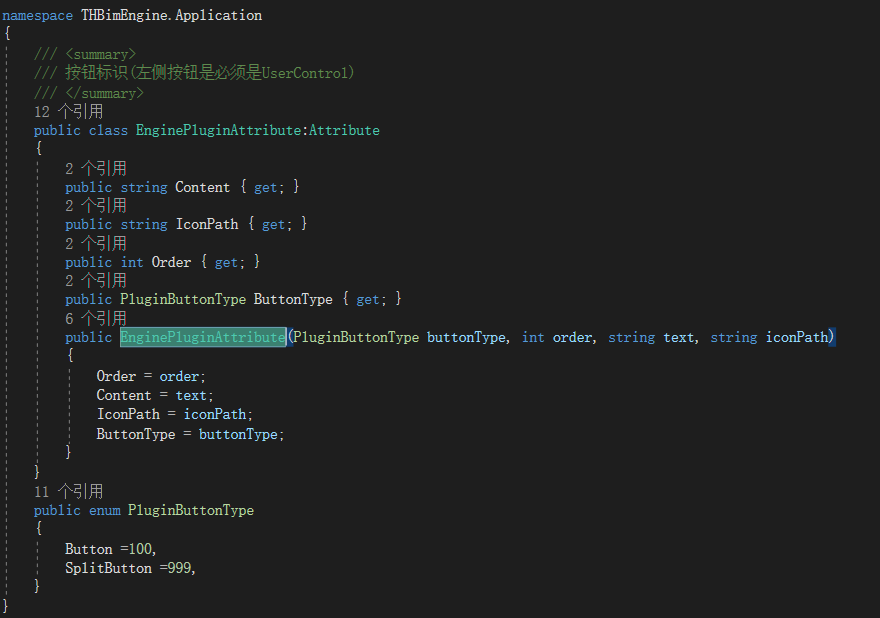 namespace THBimEngine.Application
{
/// <summary>
/// 按钮标识(左侧按钮是必须是UserControl)
/// </summary>
12 个引用
public class EnginePluginAttribute:Attribute
{
2 个引用
public string Content { get; }
2 个引用
public string IconPath { get; }
2 个引用
public int Order { get; }
2 个引用
public PluginButtonType ButtonType { get; }
6 个引用
public EnginePluginAttribute(PluginButtonType buttonType, int order, string text, string iconPath)
{
Order = order;
Content = text;
IconPath = iconPath;
ButtonType = buttonType;
}
}
11 个引用
public enum PluginButtonType
{
Button =100,
SplitButton =999,
}
}